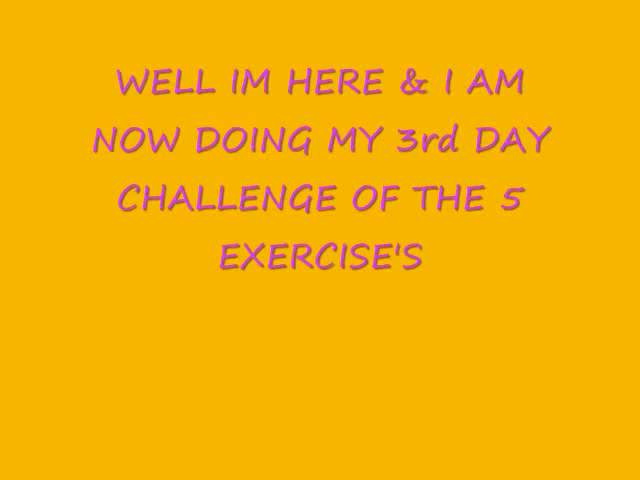 WELL IM HERE & I AM
NOW DOING MY 3rd DAY
CHALLENGE OF THE 5
EXERCISE'S